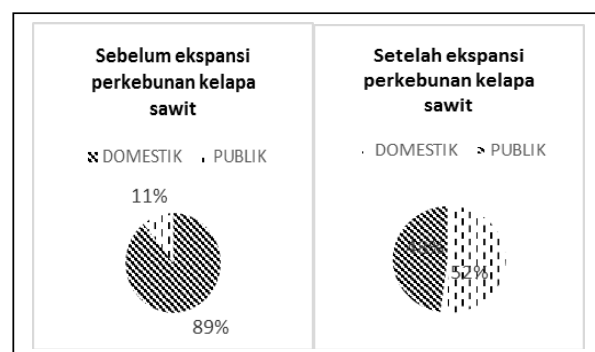 Sebelum ekspansi
perkebunan kelapa
sawit
DOMESTIK PUBLIK
11%
89%
Setelah ekspansi
perkebunan kelapa
sawit
DOMESTIK PUBLIK
52%